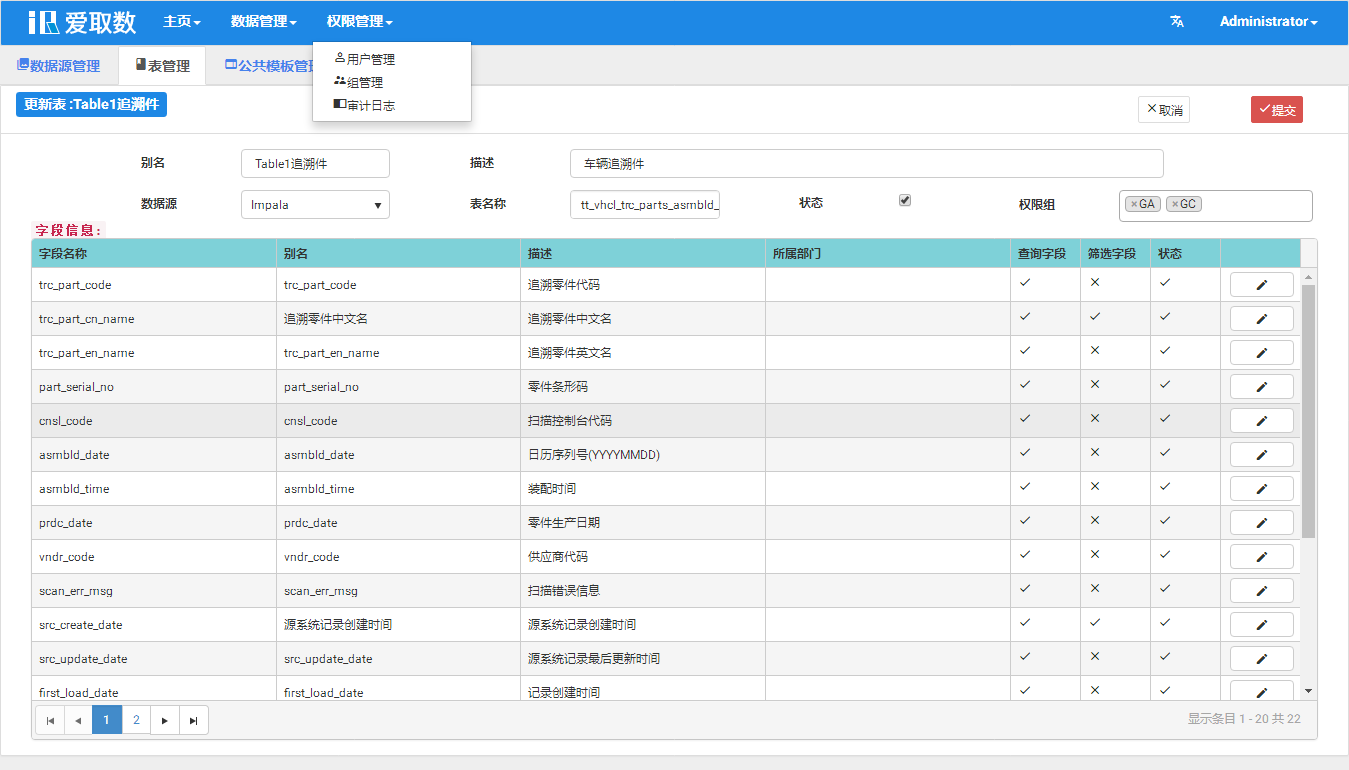 iR 爱取数 主页 数据管理 权限管理 Administrator
数据源管理 表管理 公共模板管
用户管理
组管理
审计日志
更新表 :Table1追溯件 取消 提交
别名 Table1追溯件 描述 车辆追溯件
数据源 Impala 表名称 tt_vhcl_trc_parts_asmbld_ 状态 权限组 ×GA ×GC
字段信息:
字段名称 别名 描述 所属部门 查询字段 筛选字段 状态
trc_part_code trc_part_code 追溯零件代码
trc_part_cn_name 追溯零件中文名 追溯零件中文名
trc_part_en_name trc_part_en_name 追溯零件英文名
part_serial_no part_serial_no 零件条形码
cnsl_code cnsl_code 扫描控制台代码
asmbld_date asmbld_date 日历序列号(YYYYMMDD)
asmbld_time asmbld_time 装配时间
prdc_date prdc_date 零件生产日期
vndr_code vndr_code 供应商代码
scan_err_msg scan_err_msg 扫描错误信息
src_create_date 源系统记录创建时间 源系统记录创建时间
src_update_date src_update_date 源系统记录最后更新时间
first_load_date first_load_date 记录创建时间
1 2 显示条目 1 - 20 共 22